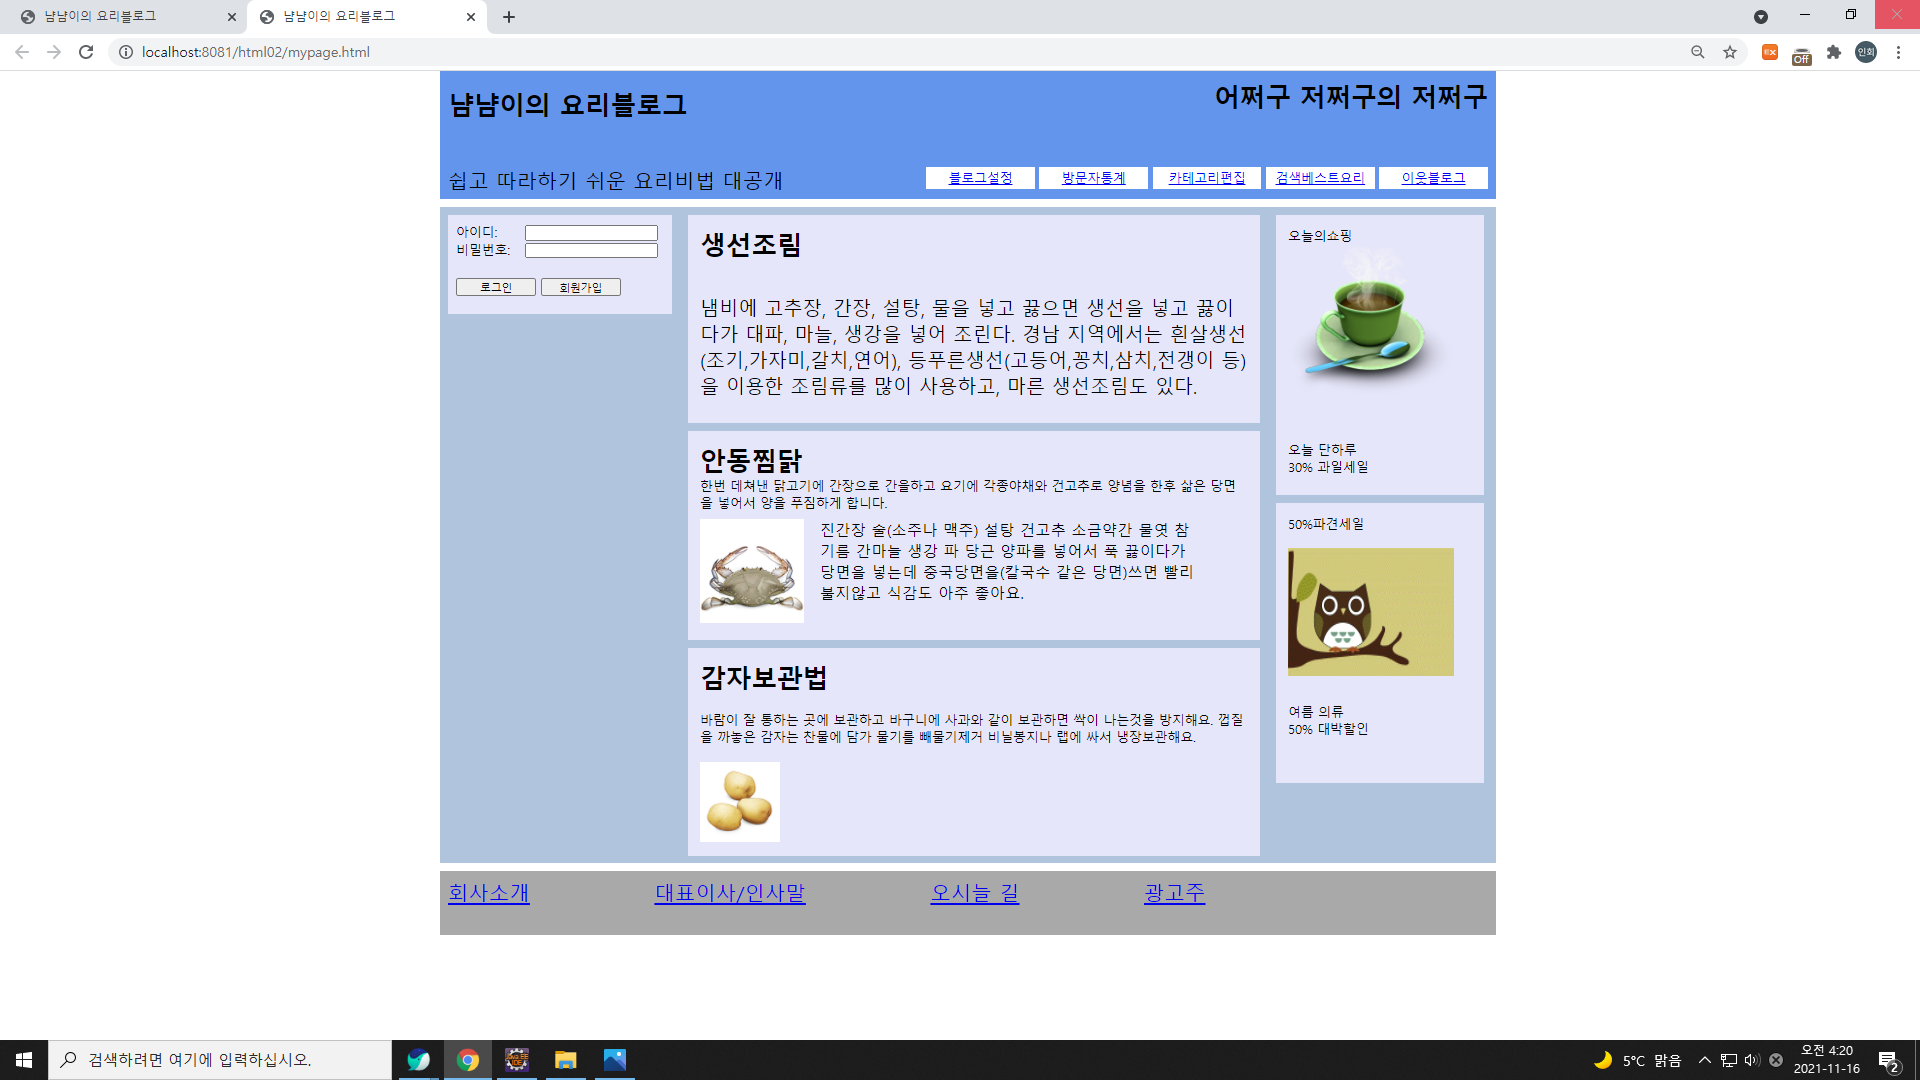 냠냠이의 요리블로그
냠냠이의 요리블로그
localhost:8081/html02/mypage.html
EX
Off
인회
냠냠이의 요리블로그
어쩌구 저쩌구의 저쩌구
쉽고 따라하기 쉬운 요리비법 대공개
블로그설정 방문자통계 카테고리편집 검색베스트요리 이웃블로그
아이디:
비밀번호:
로그인 회원가입
생선조림
냄비에 고추장, 간장, 설탕, 물을 넣고 끓으면 생선을 넣고 끓이
다가 대파, 마늘, 생강을 넣어 조린다. 경남 지역에서는 흰살생선
(조기,가자미,갈치,연어), 등푸른생선(고등어,꽁치,삼치,전갱이 등)
을 이용한 조림류를 많이 사용하고, 마른 생선조림도 있다.
안동찜닭
한번 데쳐낸 닭고기에 간장으로 간을하고 요기에 각종야채와 건고추로 양념을 한후 삶은 당면
을 넣어서 양을 푸짐하게 합니다.
진간장 술(소주나 맥주) 설탕 건고추 소금약간 물엿 참
기름 간마늘 생강 파 당근 양파를 넣어서 푹 끓이다가
당면을 넣는데 중국당면을(칼국수 같은 당면)쓰면 빨리
불지않고 식감도 아주 좋아요.
감자보관법
바람이 잘 통하는 곳에 보관하고 바구니에 사과와 같이 보관하면 싹이 나는것을 방지해요. 껍질
을 까놓은 감자는 찬물에 담가 물기를 빼물기제거 비닐봉지나 랩에 싸서 냉장보관해요.
오늘의쇼핑
오늘 단하루
30% 과일세일
50%파견세일
여름 의류
50% 대박할인
회사소개 대표이사/인사말 오시늘 길 광고주
검색하려면 여기에 입력하십시오.
5°C 맑음
오전 4:20
2021-11-16
2